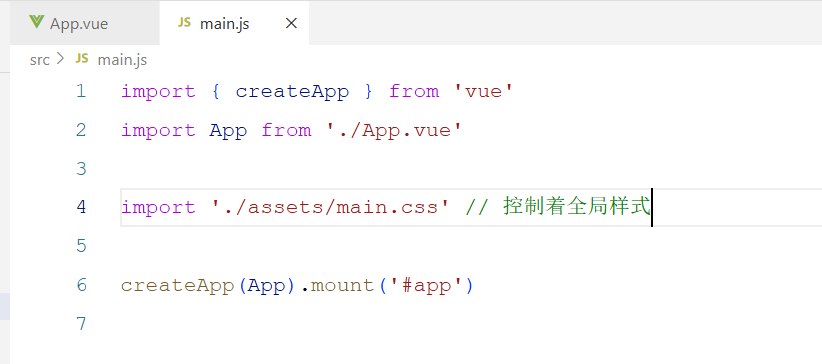 App.vue JS main.js ×
src > JS main.js
1 import { createApp } from 'vue'
2 import App from './App.vue'
3
4 import './assets/main.css' // 控制着全局样式
5
6 createApp(App).mount('#app')
7